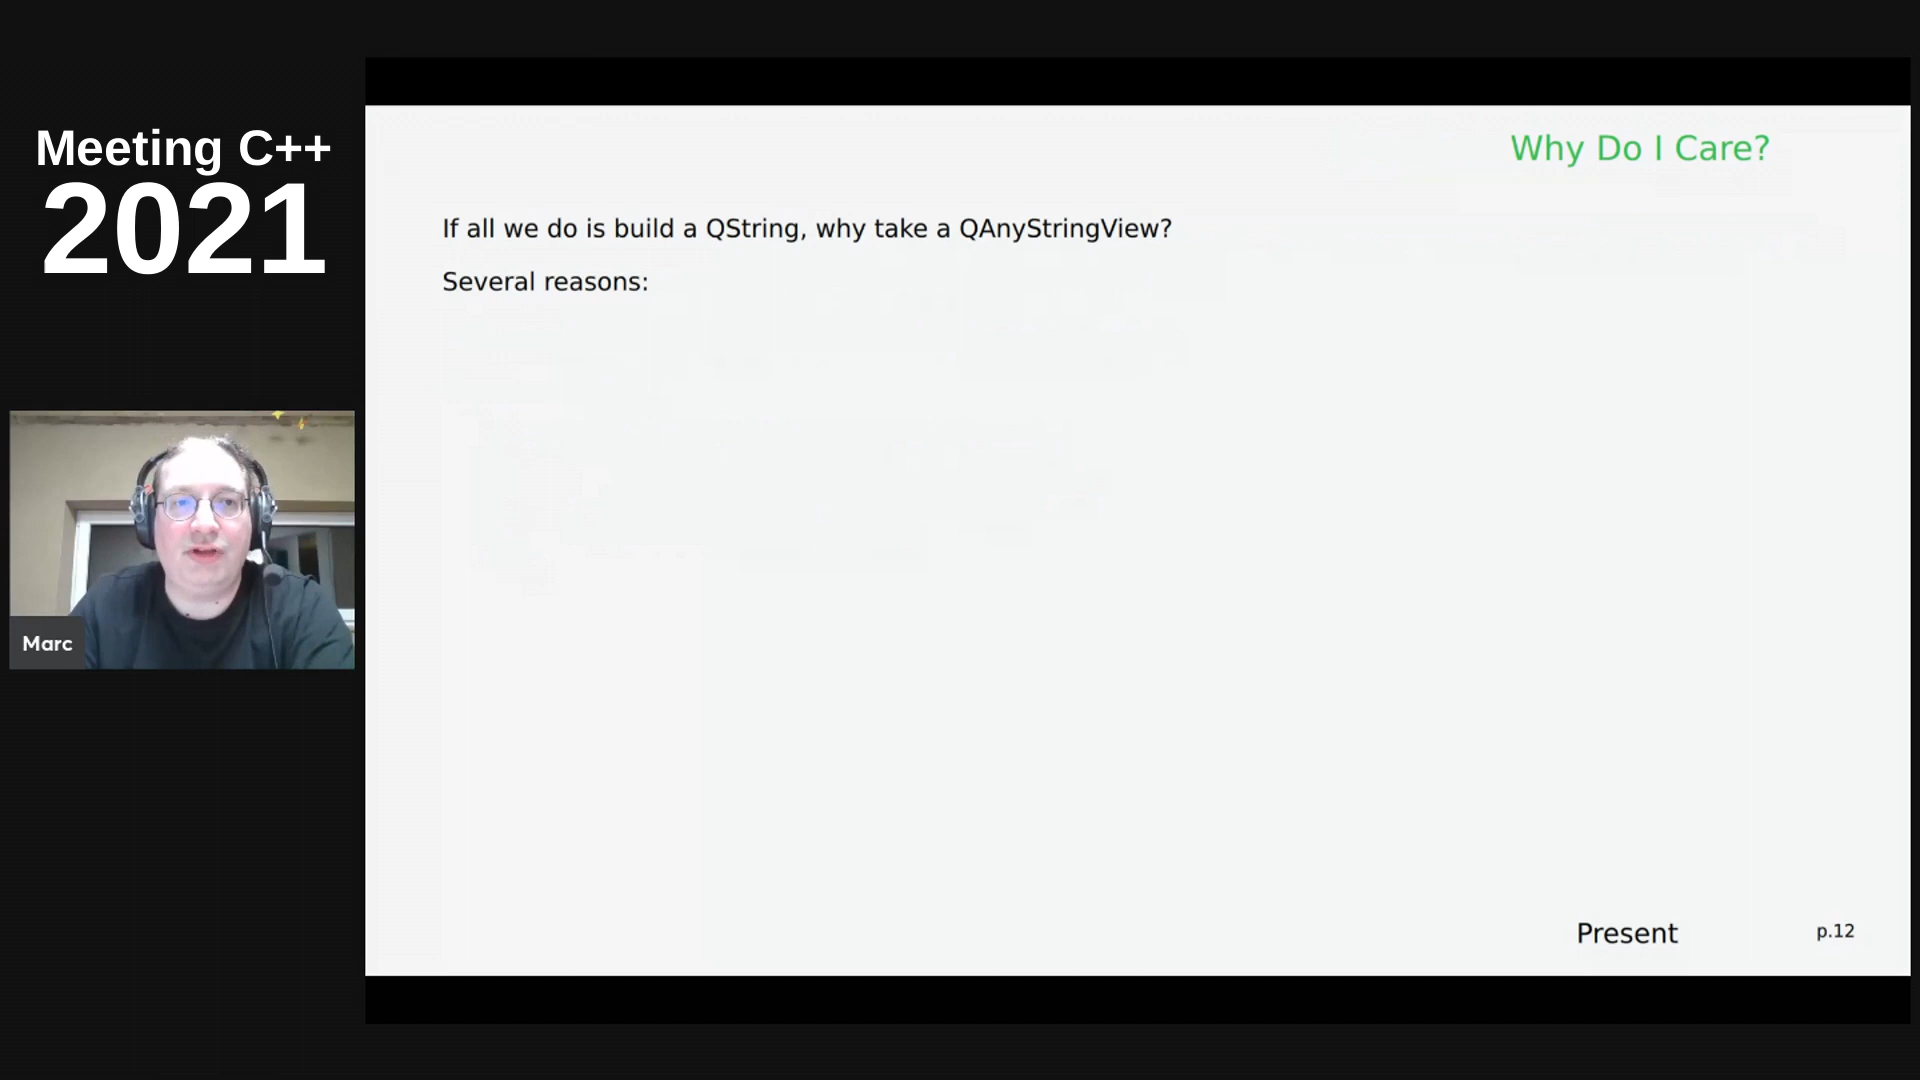 Meeting C++
2021
Marc
Why Do I Care?
If all we do is build a QString, why take a QAnyStringView?
Several reasons:
Present
p.12